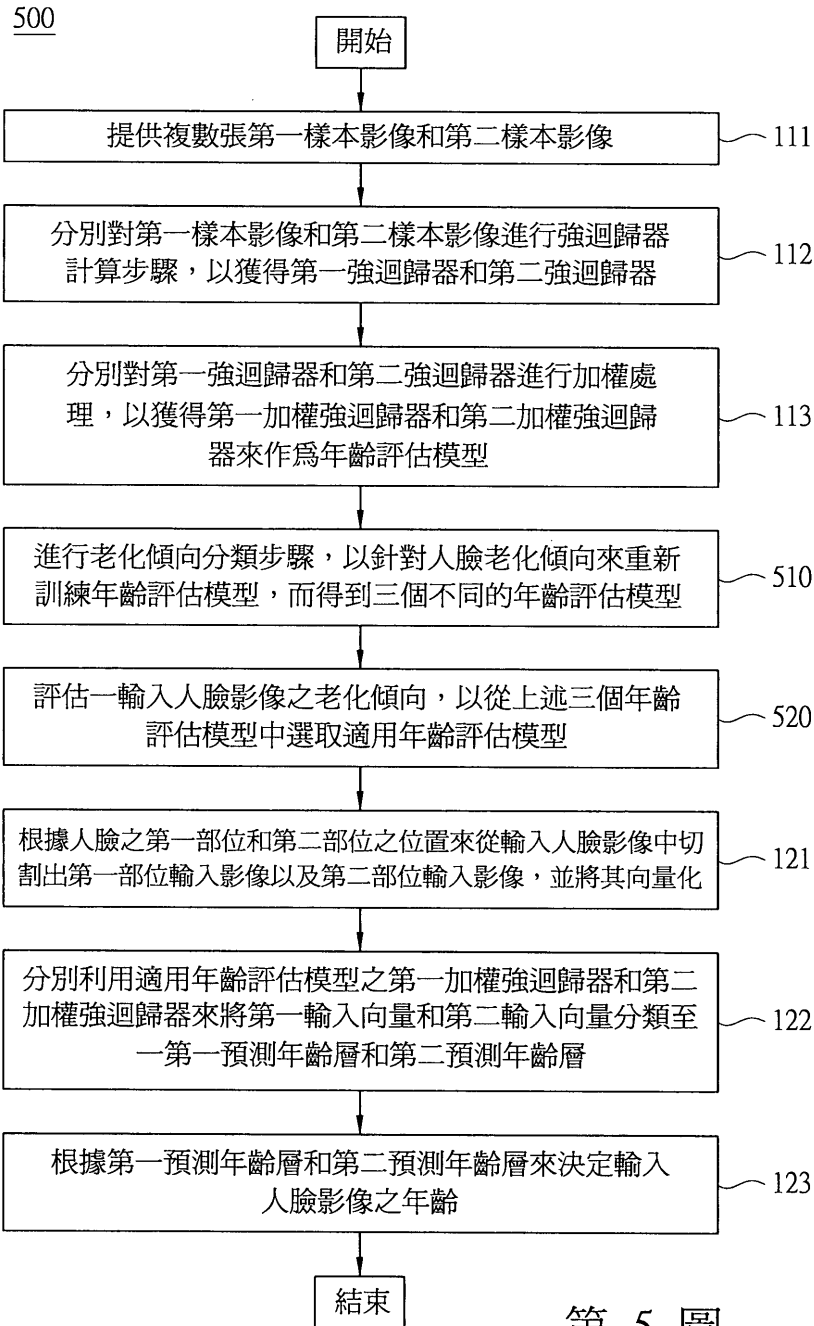 500
開始
提供複數張第一樣本影像和第二樣本影像
111
分別對第一樣本影像和第二樣本影像進行強迴歸器
計算步驟，以獲得第一強迴歸器和第二強迴歸器
112
分別對第一強迴歸器和第二強迴歸器進行加權處
理，以獲得第一加權強迴歸器和第二加權強迴歸
器來作爲年齡評估模型
113
進行老化傾向分類步驟，以針對人臉老化傾向來重新
訓練年齡評估模型，而得到三個不同的年齡評估模型
510
評估一輸入人臉影像之老化傾向，以從上述三個年齡
評估模型中選取適用年齡評估模型
520
根據人臉之第一部位和第二部位之位置來從輸入人臉影像中切
割出第一部位輸入影像以及第二部位輸入影像，並將其向量化
121
分別利用適用年齡評估模型之第一加權強迴歸器和第二
加權強迴歸器來將第一輸入向量和第二輸入向量分類至
一第一預測年齡層和第二預測年齡層
122
根據第一預測年齡層和第二預測年齡層來決定輸入
人臉影像之年齡
123
結束
第 5 圖